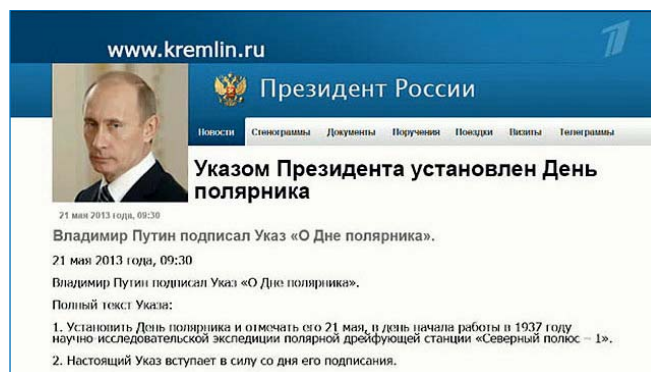 www.kremlin.ru
Президент России
Новости Стенограммы Документы Поручения Поездки Визиты Телеграммы
Указом Президента установлен День
полярника
21 мая 2013 года, 09:30
Владимир Путин подписал Указ «О Дне полярника».
21 мая 2013 года, 09:30
Владимир Путин подписал Указ «О Дне полярника».
Полный текст Указа:
1. Установить День полярника и отмечать его 21 мая, в день начала работы в 1937 году
научно-исследовательской экспедиции полярной дрейфующей станции «Северный полюс – 1».
2. Настоящий Указ вступает в силу со дня его подписания.